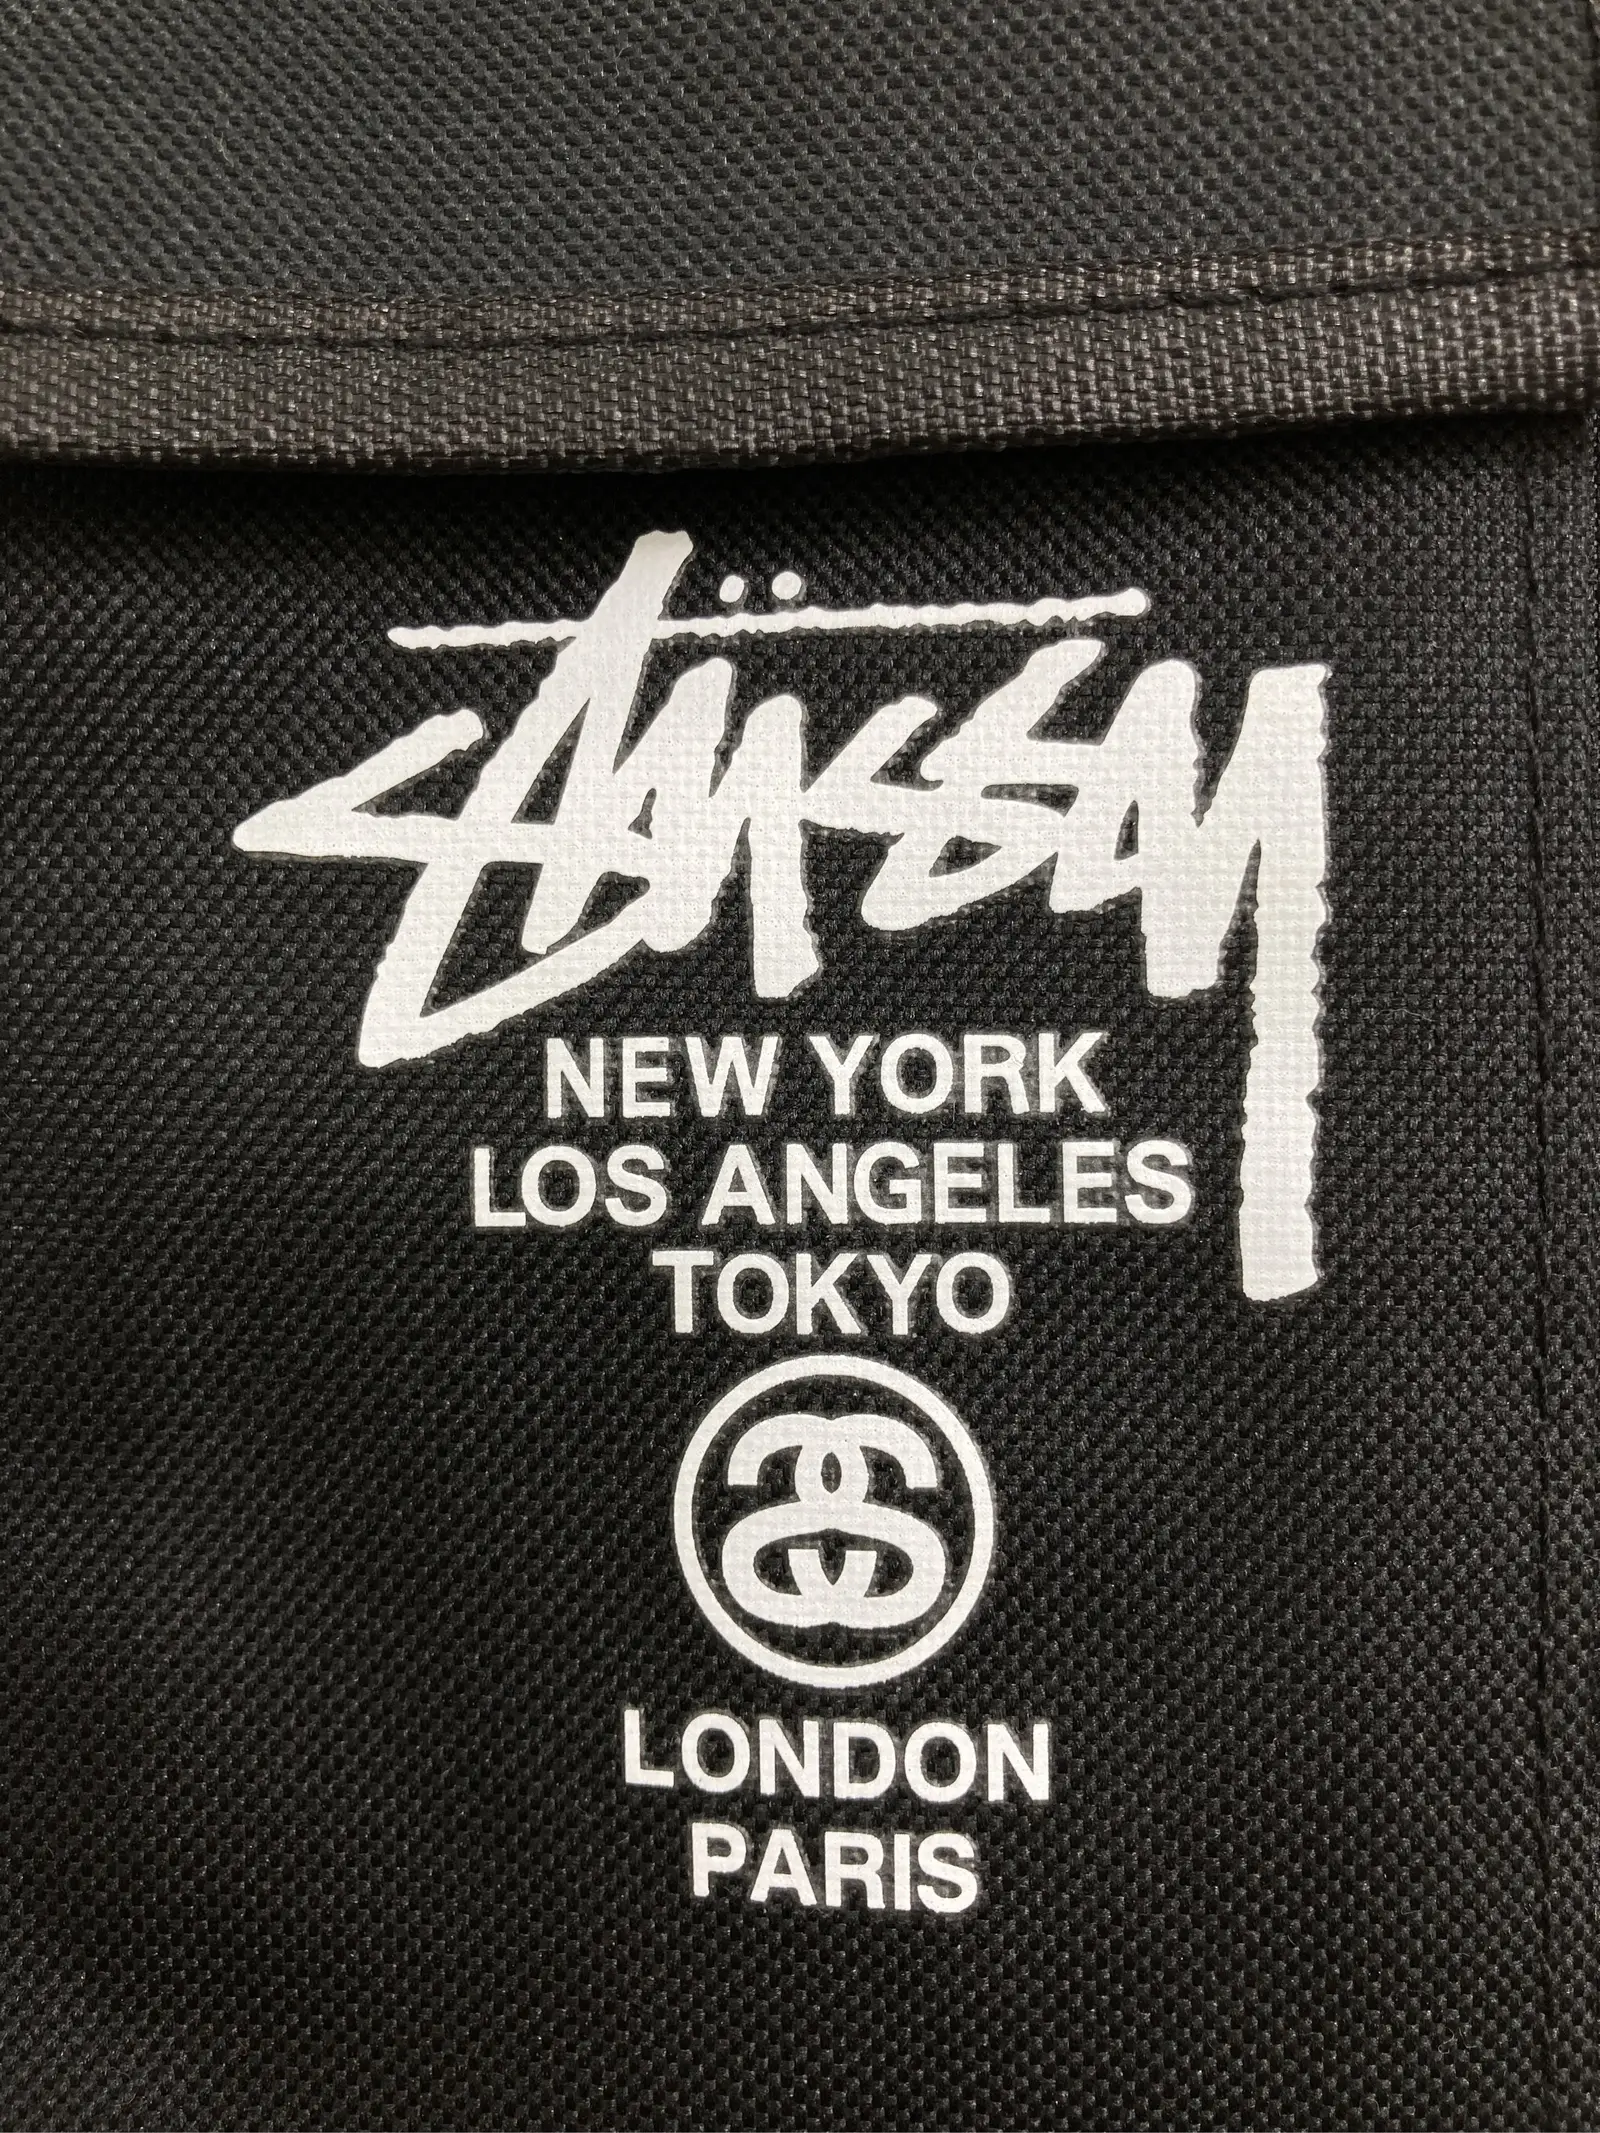 Stüssy
NEW YORK
LOS ANGELES
TOKYO
LONDON
PARIS